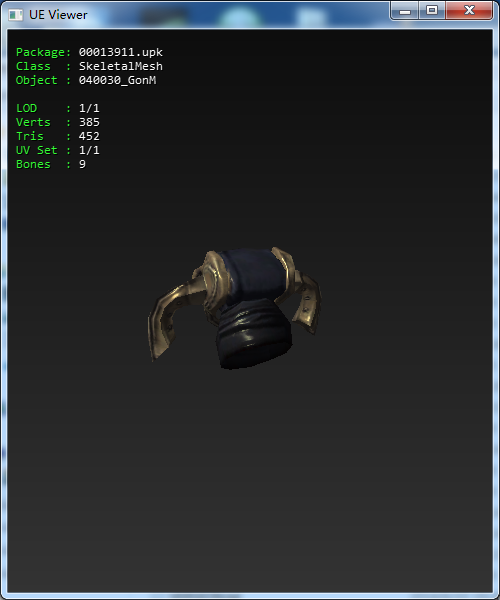 UE Viewer
Package: 00013911.upk
Class : SkeletalMesh
Object : 040030_GonM
LOD : 1/1
Verts : 385
Tris : 452
UV Set : 1/1
Bones : 9